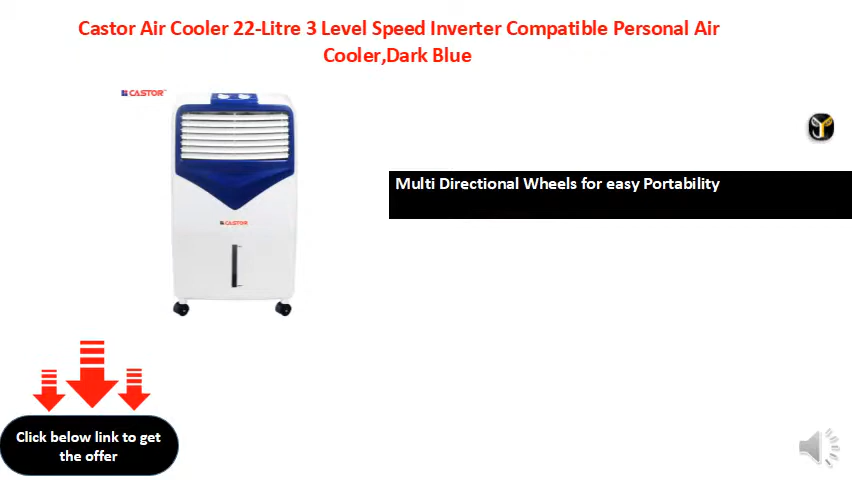 Castor Air Cooler 22-Litre 3 Level Speed Inverter Compatible Personal Air
Cooler,Dark Blue
CASTOR
Multi Directional Wheels for easy Portability
CASTOR
Click below link to get
the offer